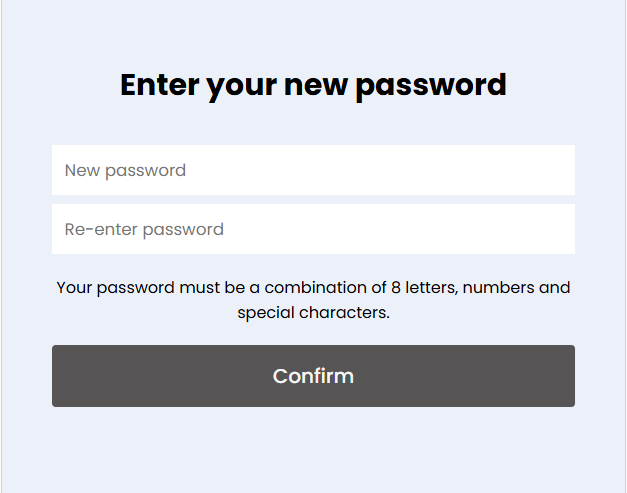 Enter your new password
New password
Re-enter password
Your password must be a combination of 8 letters, numbers and
special characters.
Confirm